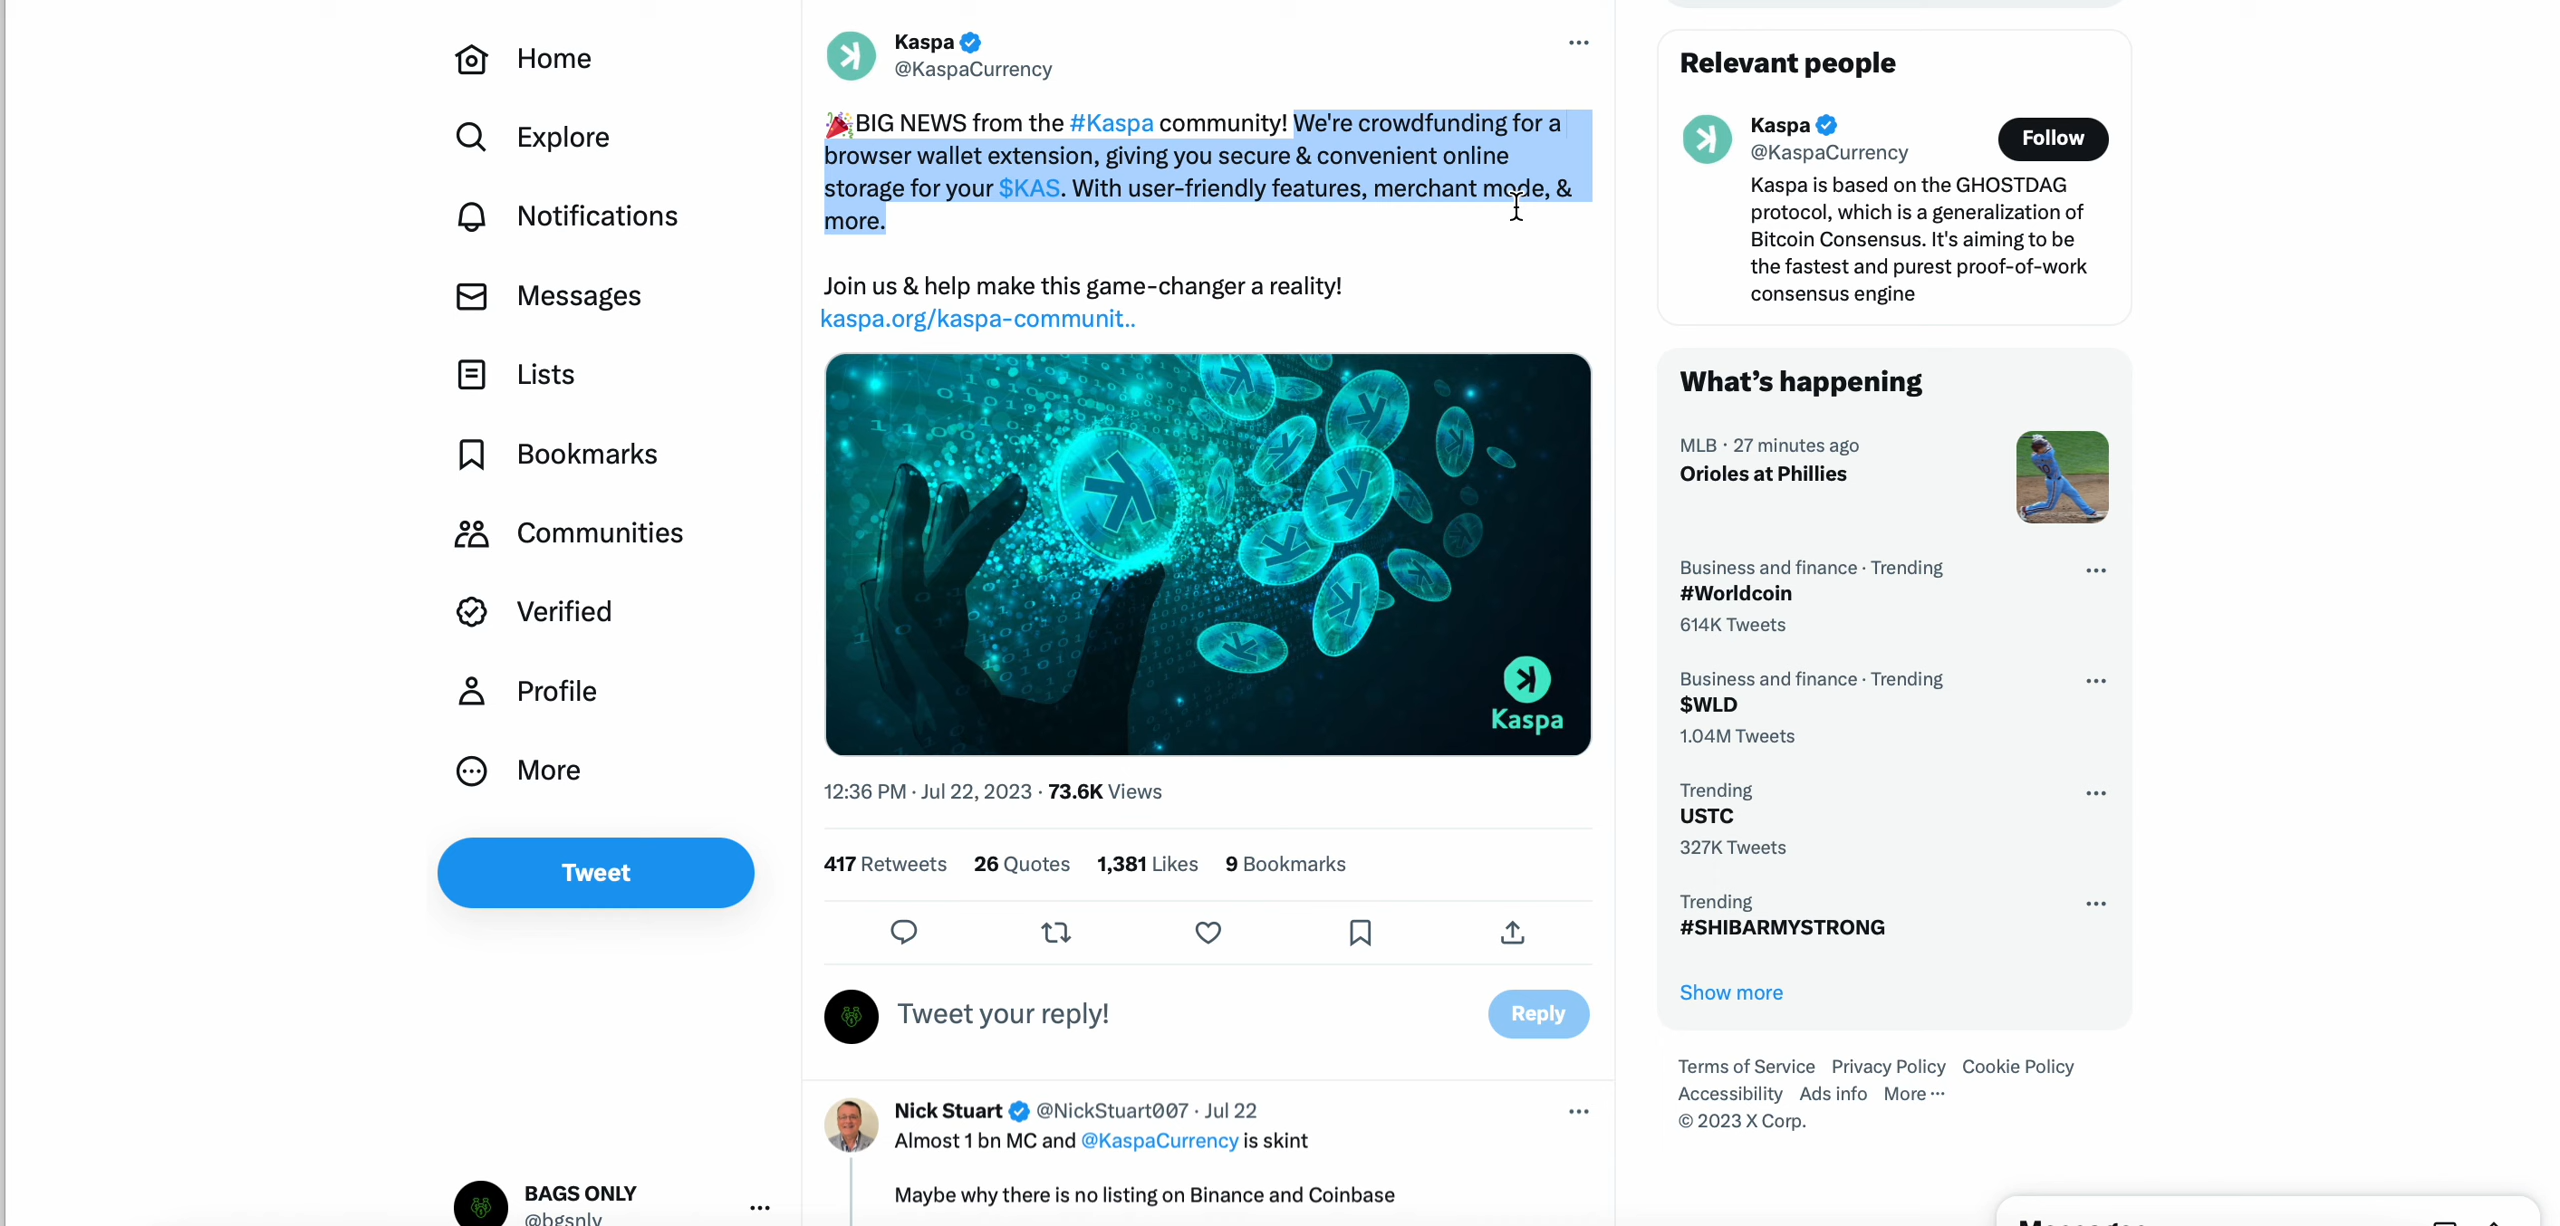 Home
Explore
Notifications
Messages
Lists
Bookmarks
Communities
Verified
Profile
More
Tweet
BAGS ONLY
@bgsnly
Kaspa
@KaspaCurrency
BIG NEWS from the #Kaspa community! We're crowdfunding for a
browser wallet extension, giving you secure & convenient online
storage for your $KAS. With user-friendly features, merchant mode, &
more.
Join us & help make this game-changer a reality!
kaspa.org/kaspa-communit..
Kaspa
12:36 PM · Jul 22, 2023 · 73.6K Views
417 Retweets 26 Quotes 1,381 Likes 9 Bookmarks
Tweet your reply!
Reply
Nick Stuart @NickStuart007 · Jul 22
Almost 1 bn MC and @KaspaCurrency is skint
Maybe why there is no listing on Binance and Coinbase
Relevant people
Kaspa
@KaspaCurrency
Follow
Kaspa is based on the GHOSTDAG
protocol, which is a generalization of
Bitcoin Consensus. It's aiming to be
the fastest and purest proof-of-work
consensus engine
What's happening
MLB · 27 minutes ago
Orioles at Phillies
Business and finance · Trending
#Worldcoin
614K Tweets
Business and finance · Trending
$WLD
1.04M Tweets
Trending
USTC
327K Tweets
Trending
#SHIBARMYSTRONG
Show more
Terms of Service Privacy Policy Cookie Policy
Accessibility Ads info More ···
© 2023 X Corp.